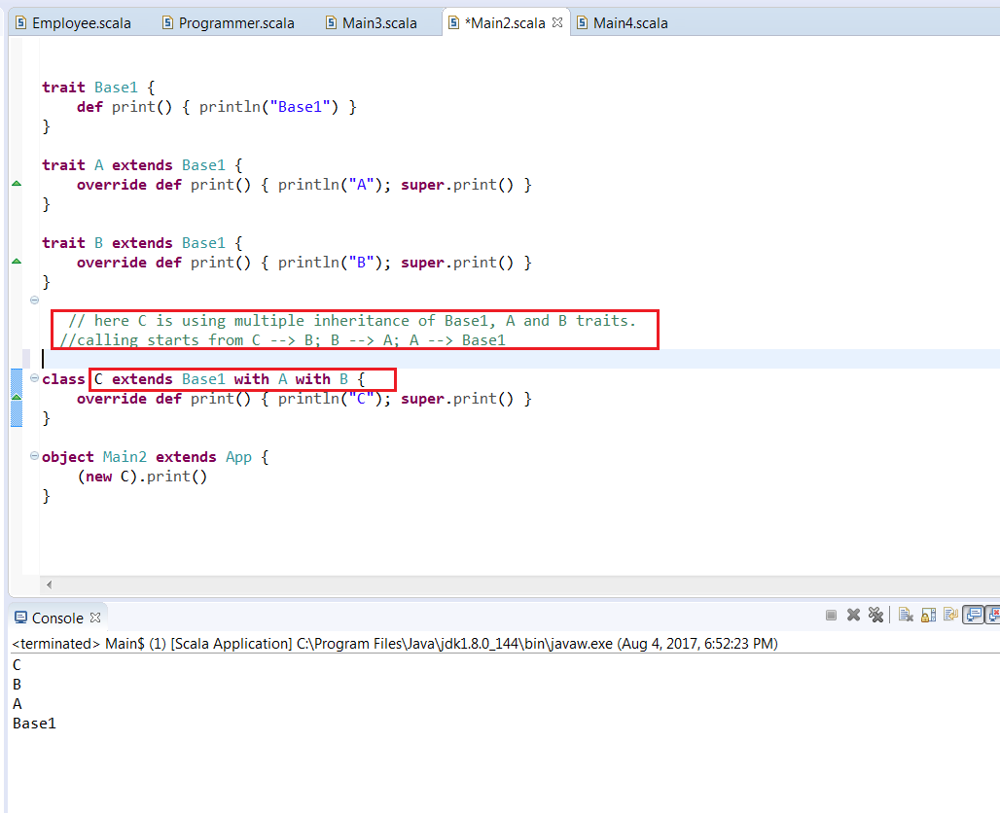 Employee.scala Programmer.scala Main3.scala *Main2.scala Main4.scala
trait Base1 {
def print() { println("Base1") }
}
trait A extends Base1 {
override def print() { println("A"); super.print() }
}
trait B extends Base1 {
override def print() { println("B"); super.print() }
}
// here C is using multiple inheritance of Base1, A and B traits.
//calling starts from C --> B; B --> A; A --> Base1
class C extends Base1 with A with B {
override def print() { println("C"); super.print() }
}
object Main2 extends App {
(new C).print()
}
Console
<terminated> Main$ (1) [Scala Application] C:\Program Files\Java\jdk1.8.0_144\bin\javaw.exe (Aug 4, 2017, 6:52:23 PM)
C
B
A
Base1